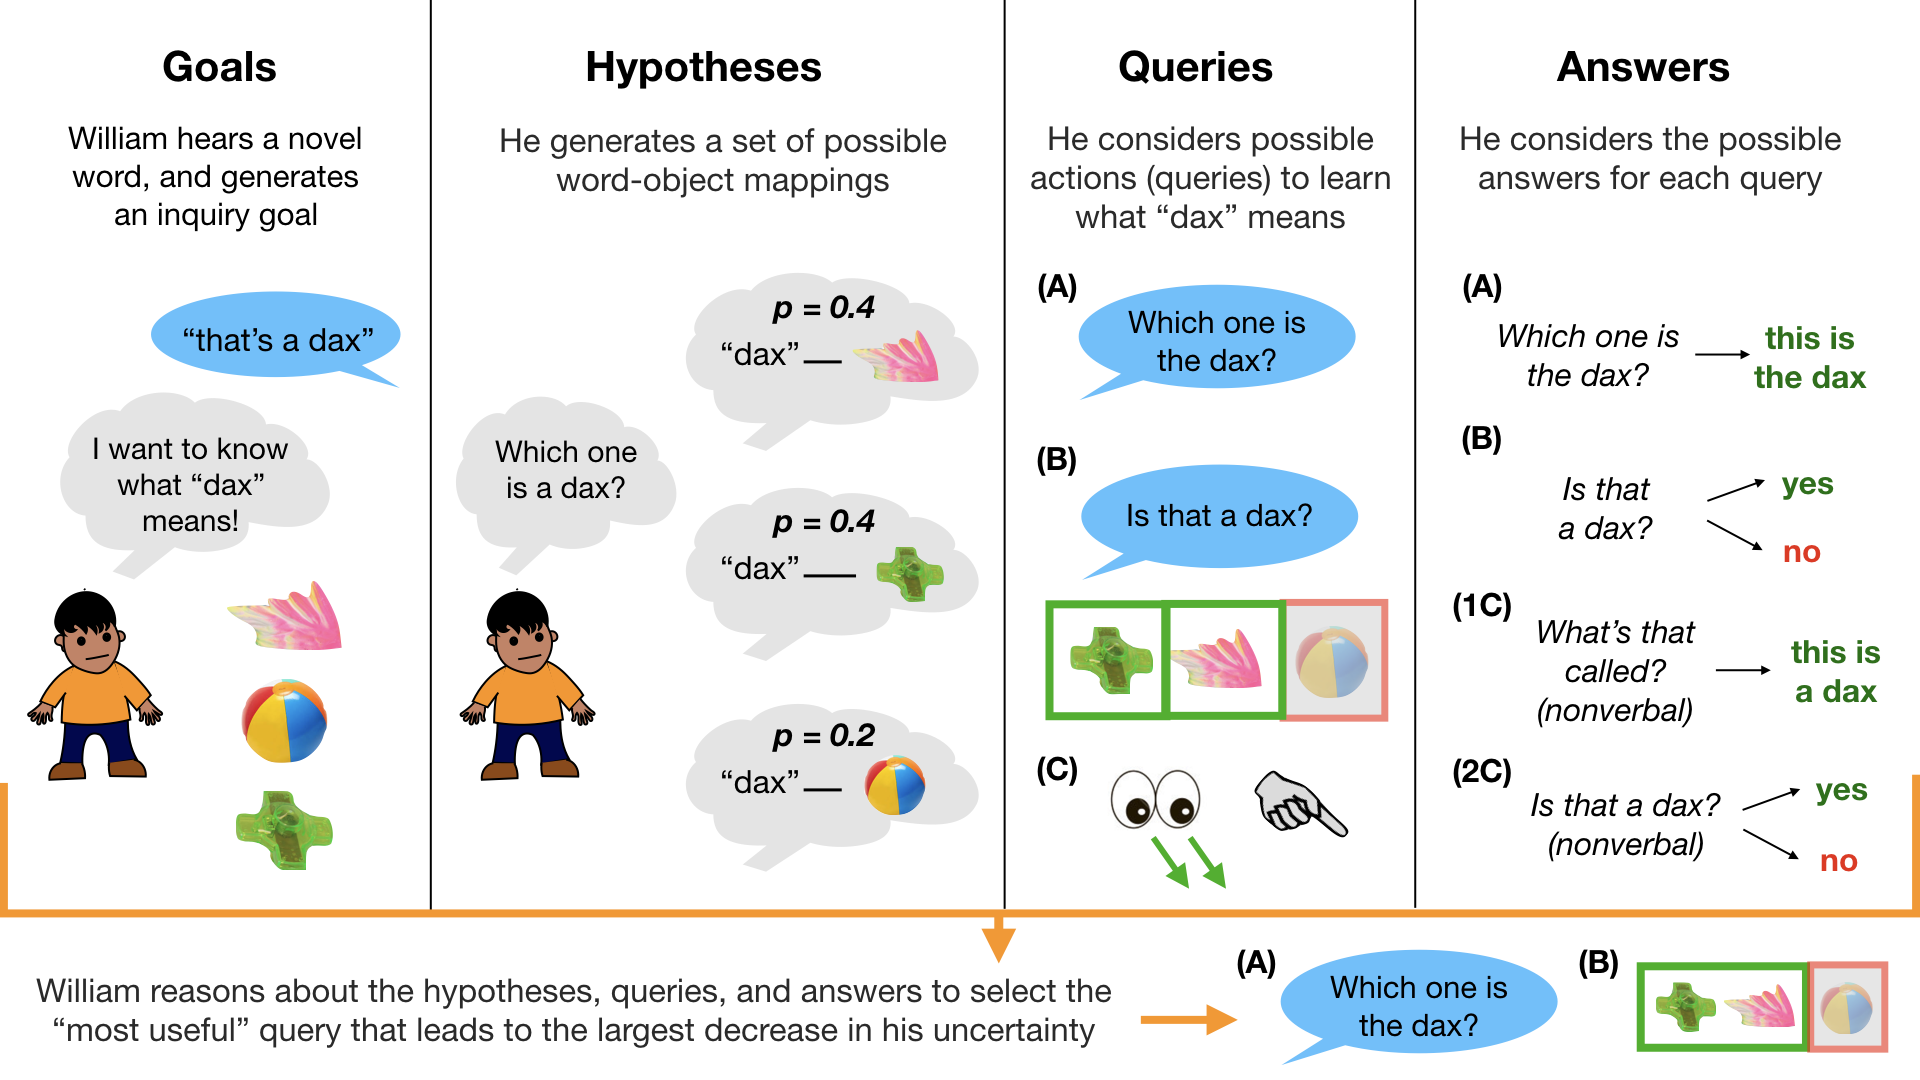 Goals
William hears a novel
word, and generates
an inquiry goal
“that’s a dax”
I want to know
what “dax”
means!
Hypotheses
He generates a set of possible
word-object mappings
Which one
is a dax?
p = 0.4
“dax”
p = 0.4
“dax”
p = 0.2
“dax”
Queries
He considers possible
actions (queries) to learn
what “dax” means
(A)
Which one is
the dax?
(B)
Is that a dax?
(C)
Answers
He considers the possible
answers for each query
(A)
Which one is
the dax?
this is
the dax
(B)
Is that
a dax?
yes
no
(1C)
What’s that
called?
(nonverbal)
this is
a dax
(2C)
Is that a dax?
(nonverbal)
yes
no
William reasons about the hypotheses, queries, and answers to select the
“most useful” query that leads to the largest decrease in his uncertainty
(A)
Which one is
the dax?
(B)